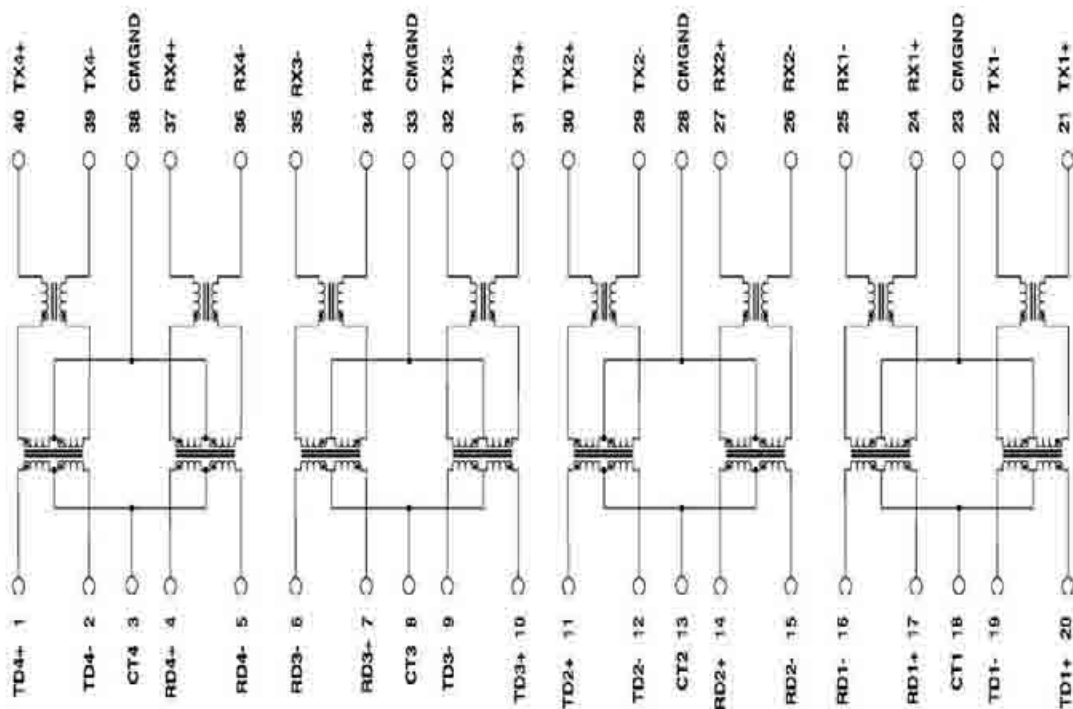 TX4+
TX4-
CMGND
RX4+
RX4-
RX3-
RX3+
CMGND
TX3-
TX3+
TX2+
TX2-
CMGND
RX2+
RX2-
RX1-
RX1+
CMGND
TX1-
TX1+
40
39
38
37
36
35
34
33
32
31
30
29
28
27
26
25
24
23
22
21
1
2
3
4
5
6
7
8
9
10
11
12
13
14
15
16
17
18
19
20
TD4+
TD4-
CT4
RD4+
RD4-
RD3-
RD3+
CT3
TD3-
TD3+
TD2+
TD2-
CT2
RD2+
RD2-
RD1-
RD1+
CT1
TD1-
TD1+